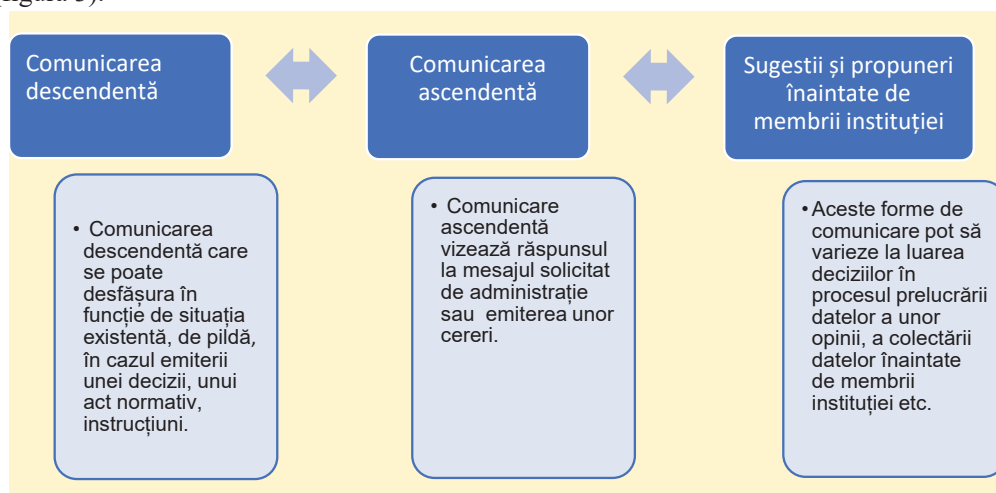 Comunicarea
descendentă
Comunicarea
ascendentă
Sugestii și propuneri
înaintate de
membrii instituției
• Comunicarea
descendentă care
se poate
desfășura în
funcție de situația
existentă, de pildă,
în cazul emiterii
unei decizii, unui
act normativ,
instrucțiuni.
• Comunicare
ascendentă
vizează răspunsul
la mesajul solicitat
de administrație
sau emiterea unor
cereri.
• Aceste forme de
comunicare pot să
varieze la luarea
deciziilor în
procesul prelucrării
datelor a unor
opinii, a colectării
datelor înaintate
de membrii
instituției etc.